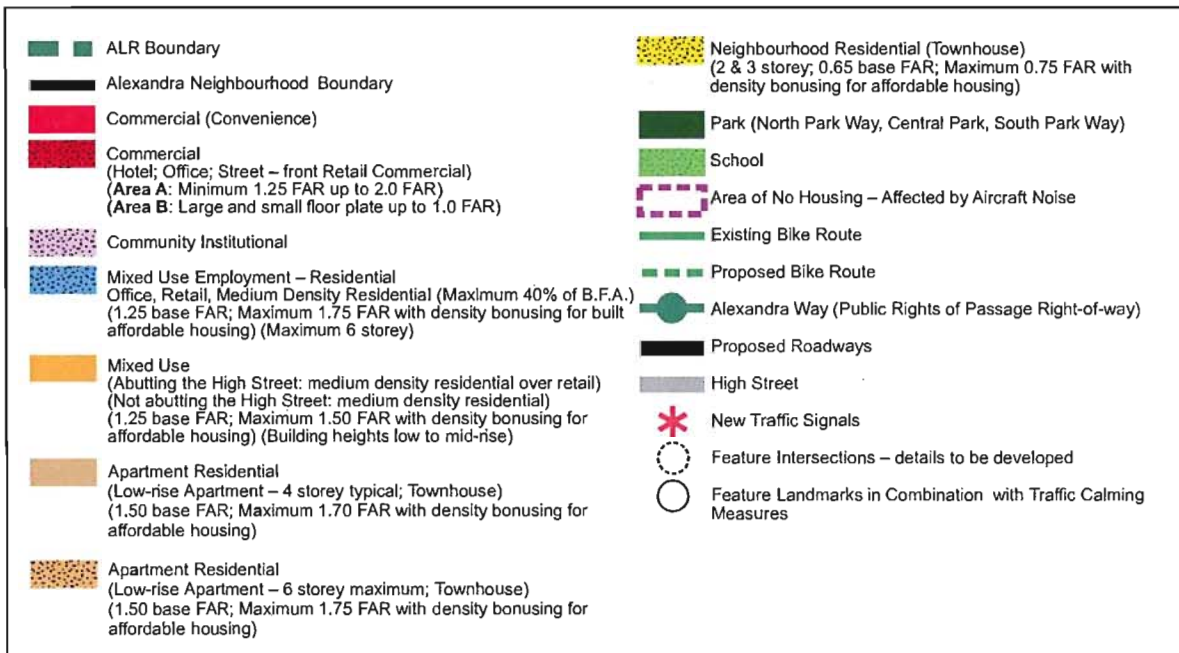 ALR Boundary
Alexandra Neighbourhood Boundary
Commercial (Convenience)
Commercial
(Hotel; Office; Street – front Retail Commercial)
(Area A: Minimum 1.25 FAR up to 2.0 FAR)
(Area B: Large and small floor plate up to 1.0 FAR)
Community Institutional
Mixed Use Employment – Residential
Office, Retail, Medium Density Residential (Maximum 40% of B.F.A.)
(1.25 base FAR; Maximum 1.75 FAR with density bonusing for built
affordable housing) (Maximum 6 storey)
Mixed Use
(Abutting the High Street: medium density residential over retail)
(Not abutting the High Street: medium density residential)
(1.25 base FAR; Maximum 1.50 FAR with density bonusing for
affordable housing) (Building heights low to mid-rise)
Apartment Residential
(Low-rise Apartment – 4 storey typical; Townhouse)
(1.50 base FAR; Maximum 1.70 FAR with density bonusing for
affordable housing)
Apartment Residential
(Low-rise Apartment – 6 storey maximum; Townhouse)
(1.50 base FAR; Maximum 1.75 FAR with density bonusing for
affordable housing)
Neighbourhood Residential (Townhouse)
(2 & 3 storey; 0.65 base FAR; Maximum 0.75 FAR with
density bonusing for affordable housing)
Park (North Park Way, Central Park, South Park Way)
School
Area of No Housing – Affected by Aircraft Noise
Existing Bike Route
Proposed Bike Route
Alexandra Way (Public Rights of Passage Right-of-way)
Proposed Roadways
High Street
New Traffic Signals
Feature Intersections – details to be developed
Feature Landmarks in Combination with Traffic Calming
Measures